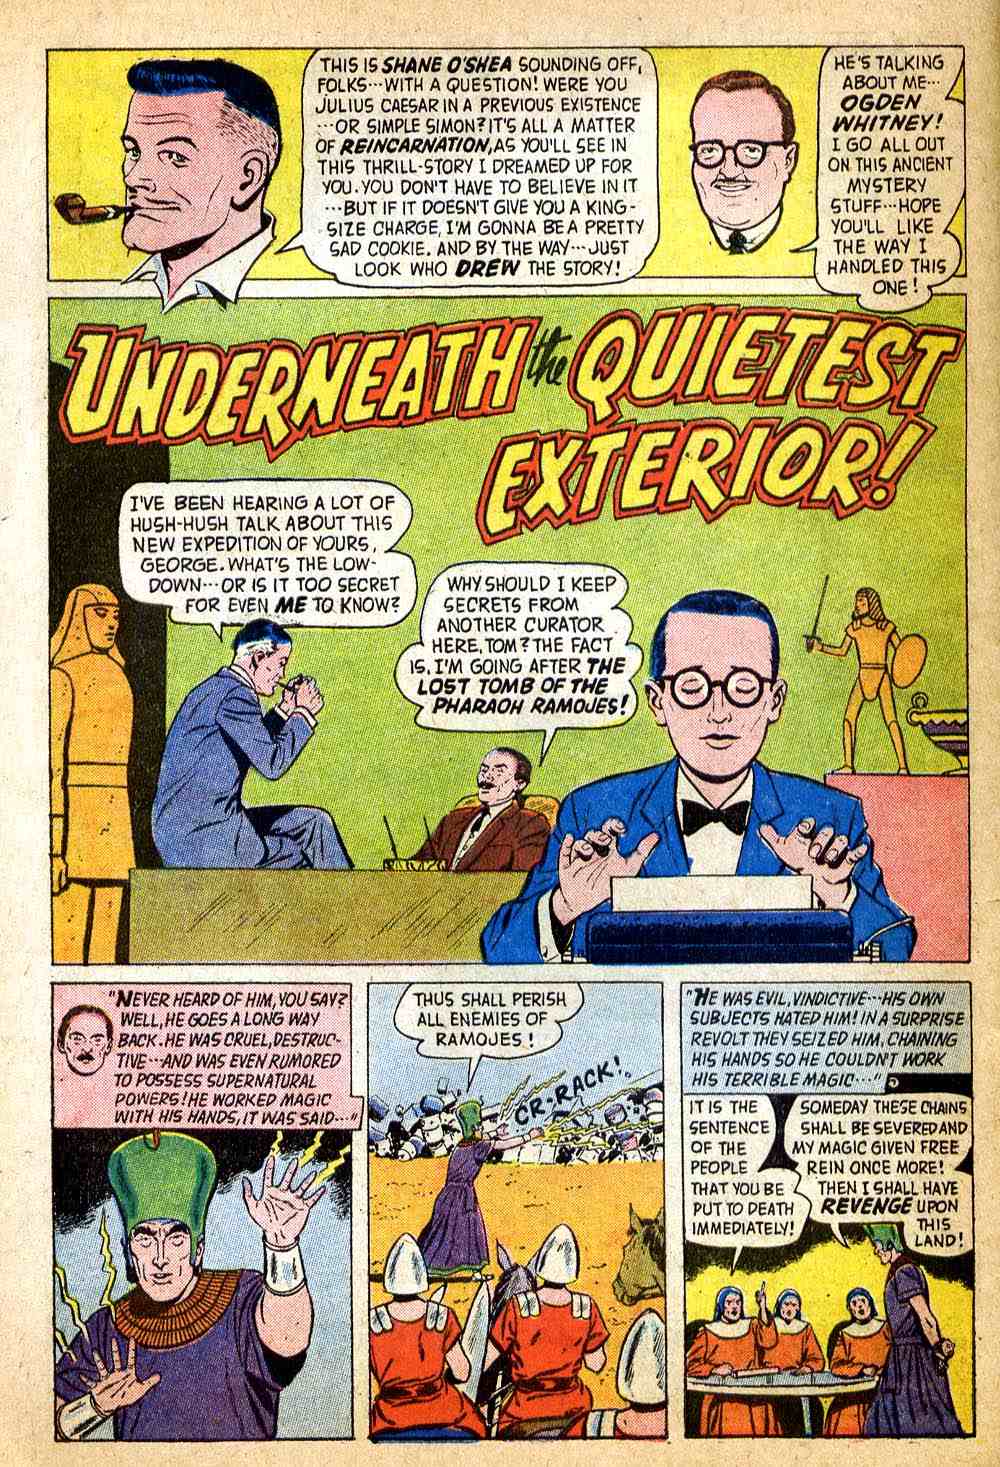 THIS IS SHANE O'SHEA SOUNDING OFF,
FOLKS···WITH A QUESTION! WERE YOU
JULIUS CAESAR IN A PREVIOUS EXISTENCE
···OR SIMPLE SIMON? IT'S ALL A MATTER
OF REINCARNATION, AS YOU'LL SEE IN
THIS THRILL-STORY I DREAMED UP FOR
YOU. YOU DON'T HAVE TO BELIEVE IN IT
···BUT IF IT DOESN'T GIVE YOU A KING-
SIZE CHARGE, I'M GONNA BE A PRETTY
SAD COOKIE. AND BY THE WAY···JUST
LOOK WHO DREW THE STORY!
HE'S TALKING
ABOUT ME···
OGDEN
WHITNEY!
I GO ALL OUT
ON THIS ANCIENT
MYSTERY
STUFF···HOPE
YOU'LL LIKE
THE WAY I
HANDLED THIS
ONE!
UNDERNEATH the QUIETEST
EXTERIOR!
I'VE BEEN HEARING A LOT OF
HUSH-HUSH TALK ABOUT THIS
NEW EXPEDITION OF YOURS,
GEORGE. WHAT'S THE LOW-
DOWN···OR IS IT TOO SECRET
FOR EVEN ME TO KNOW?
WHY SHOULD I KEEP
SECRETS FROM
ANOTHER CURATOR
HERE, TOM? THE FACT
IS, I'M GOING AFTER THE
LOST TOMB OF THE
PHARAOH RAMOJES!
"NEVER HEARD OF HIM, YOU SAY?
WELL, HE GOES A LONG WAY
BACK. HE WAS CRUEL, DESTRUC-
TIVE···AND WAS EVEN RUMORED
TO POSSESS SUPERNATURAL
POWERS! HE WORKED MAGIC
WITH HIS HANDS, IT WAS SAID···"
THUS SHALL PERISH
ALL ENEMIES OF
RAMOJES!
CR-RACK!
"HE WAS EVIL, VINDICTIVE···HIS OWN
SUBJECTS HATED HIM! IN A SURPRISE
REVOLT THEY SEIZED HIM, CHAINING
HIS HANDS SO HE COULDN'T WORK
HIS TERRIBLE MAGIC···"
IT IS THE
SENTENCE
OF THE
PEOPLE
THAT YOU BE
PUT TO DEATH
IMMEDIATELY!
SOMEDAY THESE CHAINS
SHALL BE SEVERED AND
MY MAGIC GIVEN FREE
REIN ONCE MORE!
THEN I SHALL HAVE
REVENGE UPON
THIS
LAND!